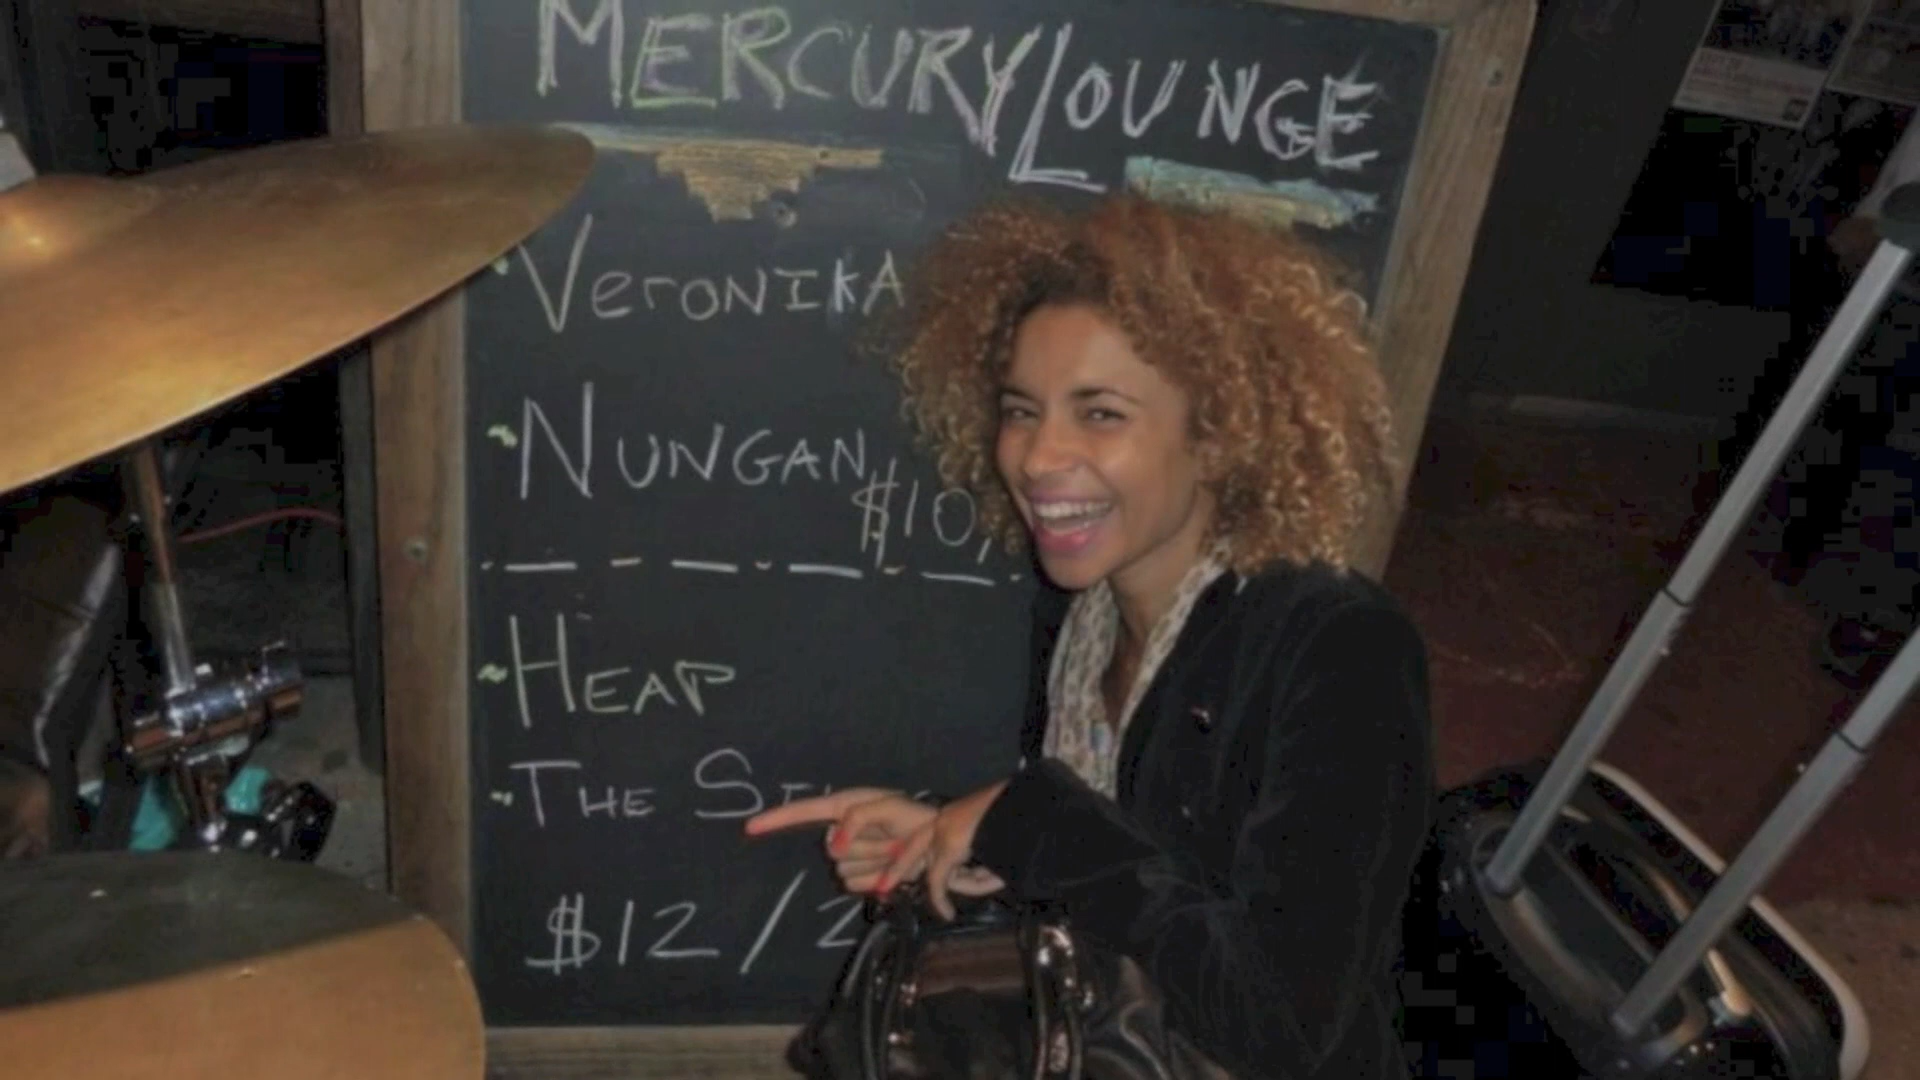 MERCURY LOUNGE
VERONIKA
NUNGAN
$10
HEAP
THE
$12 /